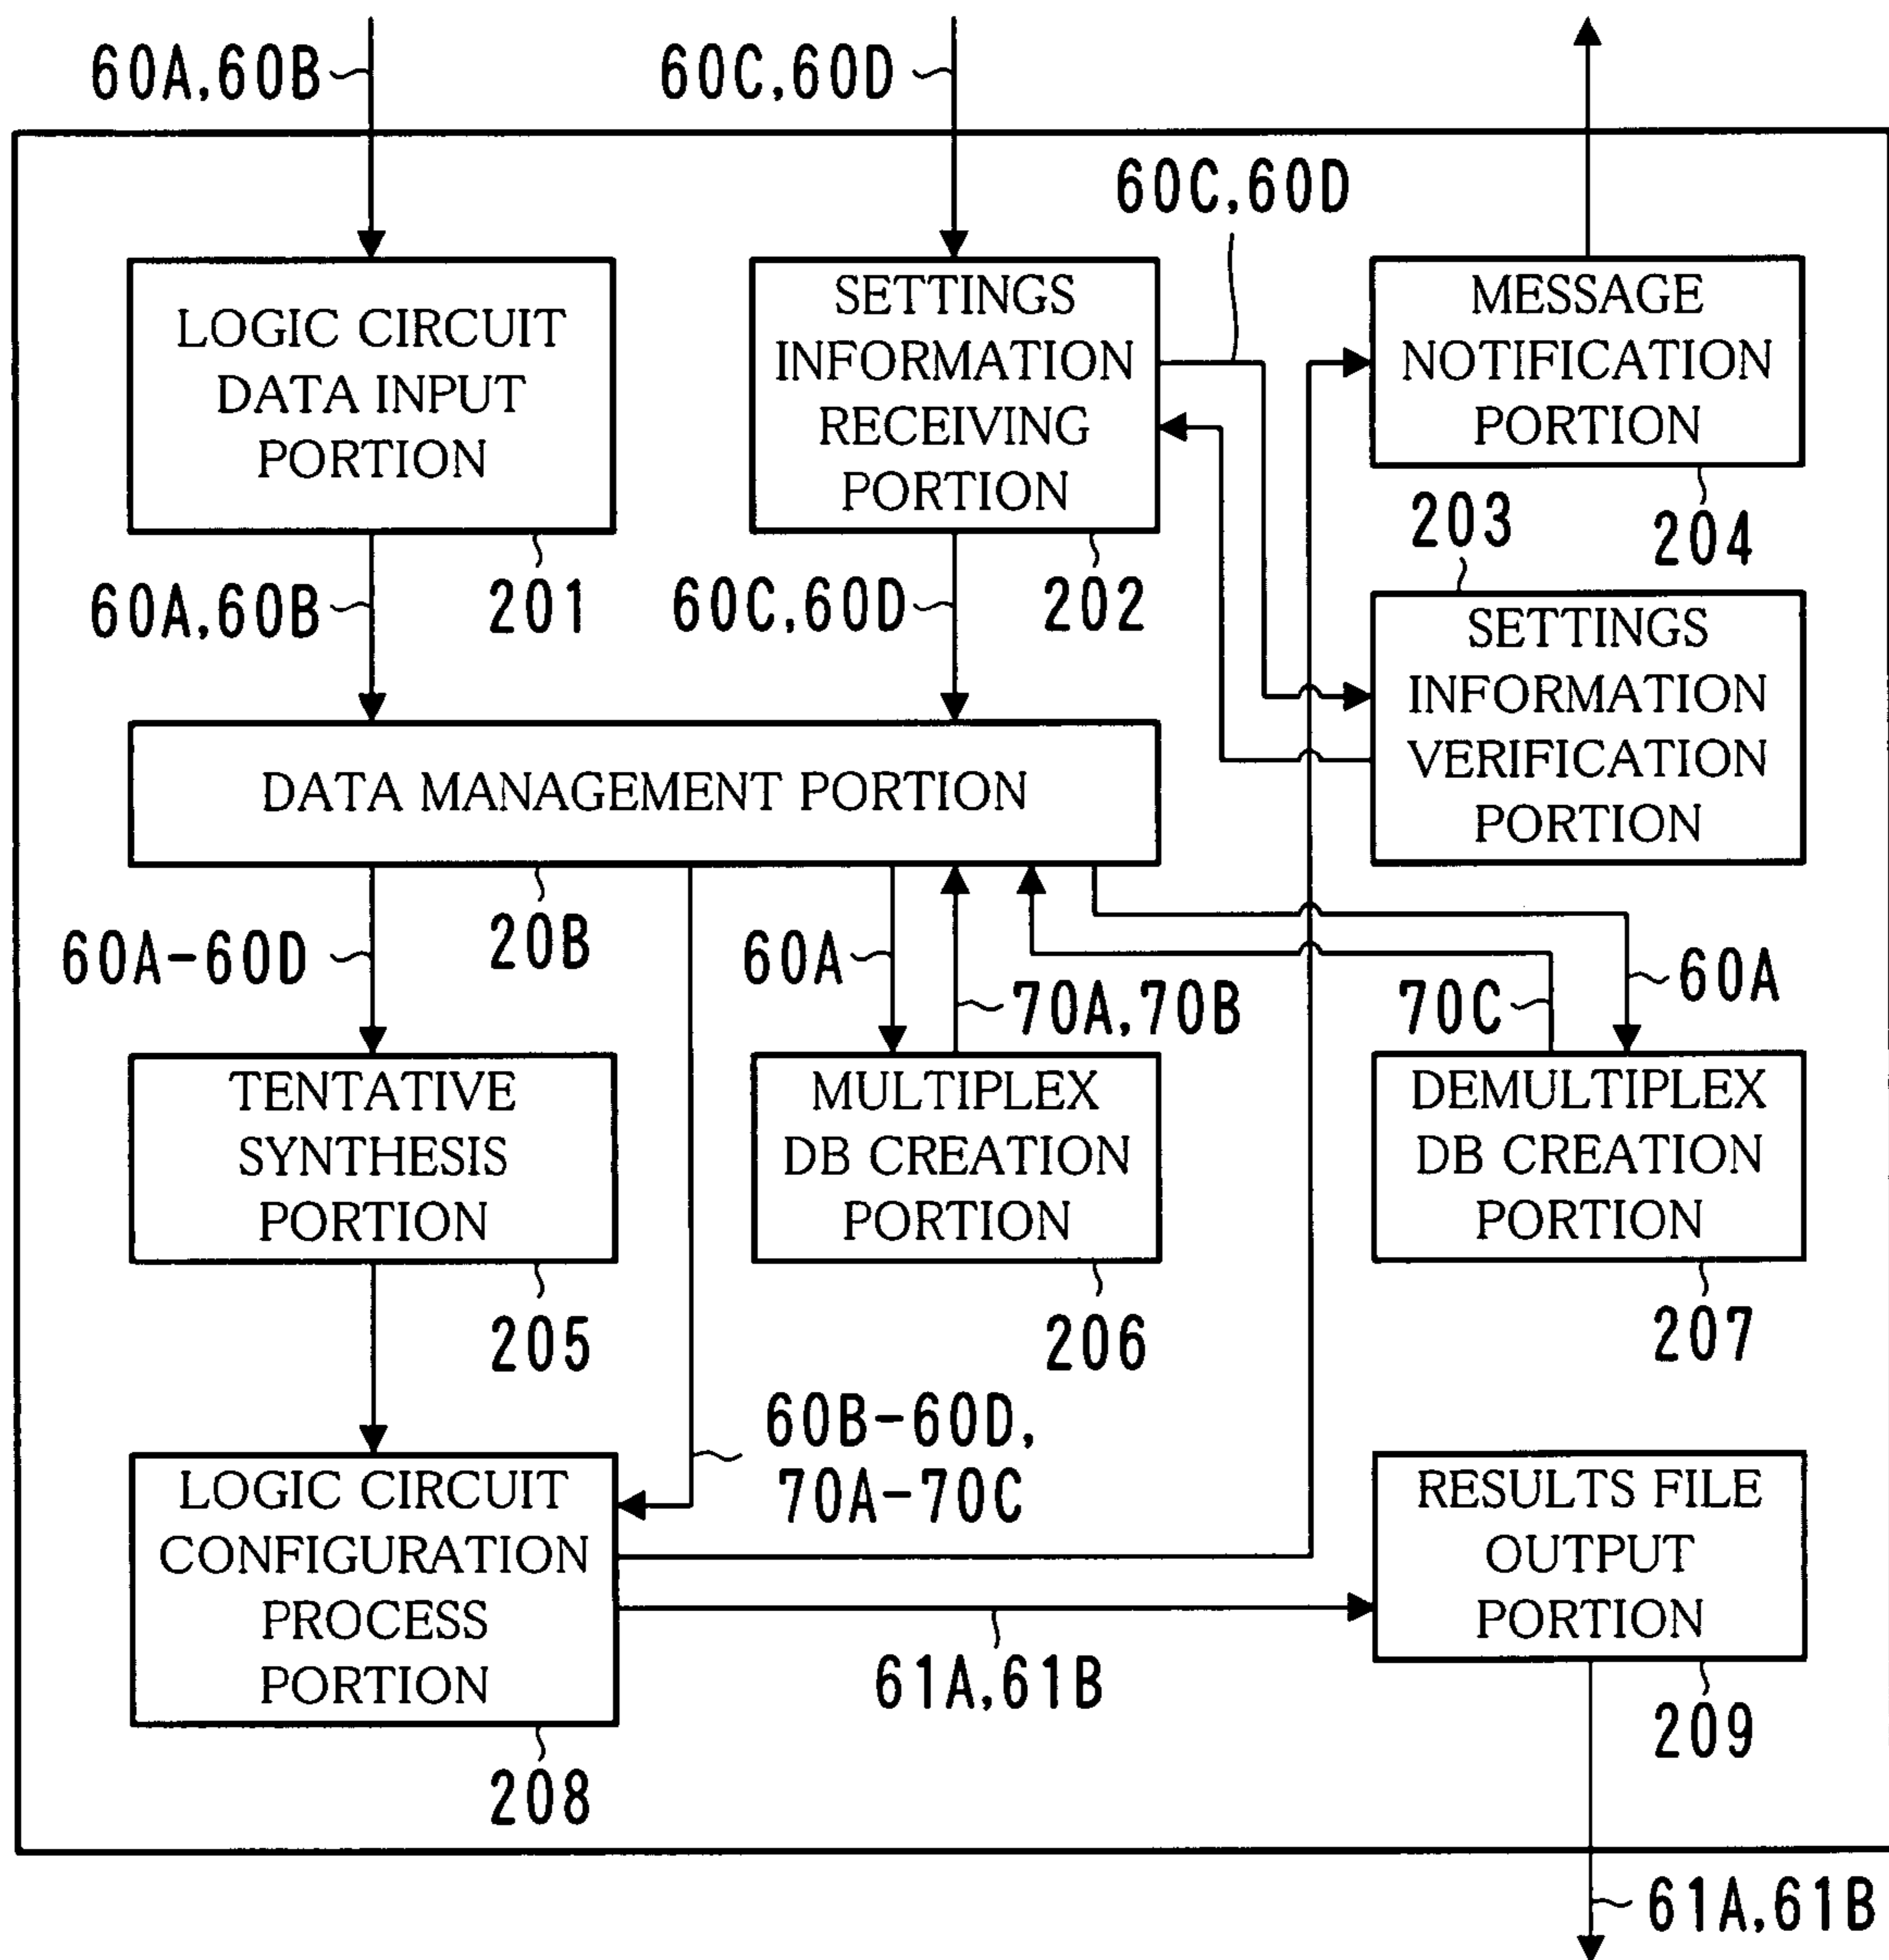 60A,60B
60C,60D
60C,60D
LOGIC CIRCUIT
DATA INPUT
PORTION
201
SETTINGS
INFORMATION
RECEIVING
PORTION
202
MESSAGE
NOTIFICATION
PORTION
204
203
SETTINGS
INFORMATION
VERIFICATION
PORTION
60A,60B
60C,60D
DATA MANAGEMENT PORTION
20B
60A-60D
60A
70A,70B
70C
60A
TENTATIVE
SYNTHESIS
PORTION
205
MULTIPLEX
DB CREATION
PORTION
206
DEMULTIPLEX
DB CREATION
PORTION
207
60B-60D,
70A-70C
LOGIC CIRCUIT
CONFIGURATION
PROCESS
PORTION
208
61A,61B
RESULTS FILE
OUTPUT
PORTION
209
61A,61B